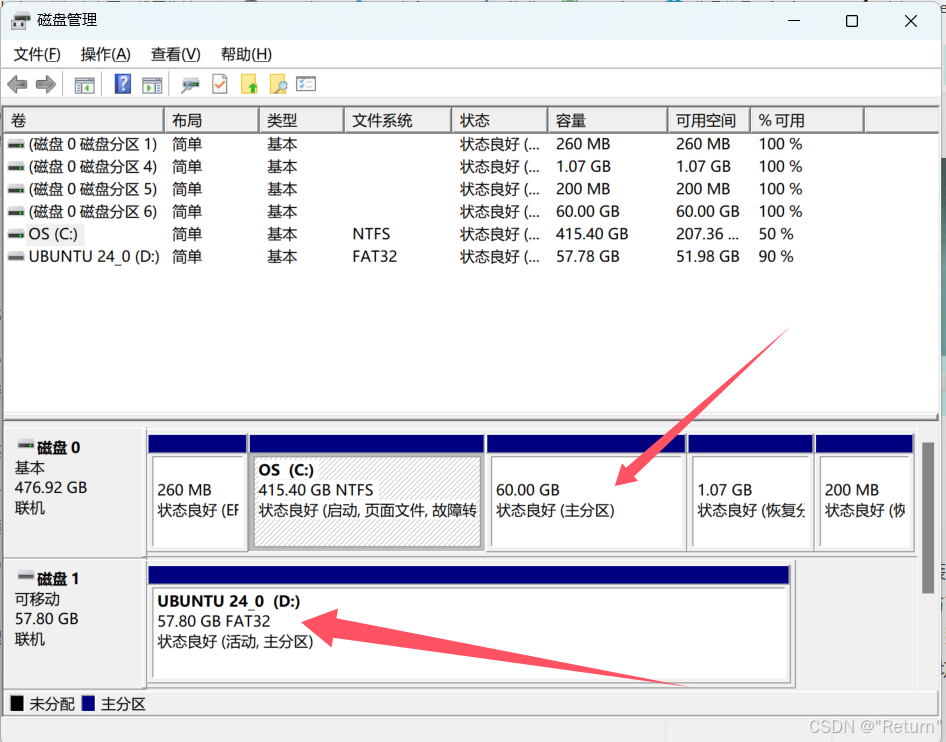 磁盘管理
文件(F) 操作(A) 查看(V) 帮助(H)
卷 布局 类型 文件系统 状态 容量 可用空间 % 可用
(磁盘 0 磁盘分区 1) 简单 基本 状态良好 (... 260 MB 260 MB 100 %
(磁盘 0 磁盘分区 4) 简单 基本 状态良好 (... 1.07 GB 1.07 GB 100 %
(磁盘 0 磁盘分区 5) 简单 基本 状态良好 (... 200 MB 200 MB 100 %
(磁盘 0 磁盘分区 6) 简单 基本 状态良好 (... 60.00 GB 60.00 GB 100 %
OS (C:) 简单 基本 NTFS 状态良好 (... 415.40 GB 207.36 ... 50 %
UBUNTU 24_0 (D:) 简单 基本 FAT32 状态良好 (... 57.78 GB 51.98 GB 90 %
磁盘 0
基本
476.92 GB
联机
260 MB
状态良好 (EF
OS (C:)
415.40 GB NTFS
状态良好 (启动, 页面文件, 故障转
60.00 GB
状态良好 (主分区)
1.07 GB
状态良好 (恢复分
200 MB
状态良好 (恢
磁盘 1
可移动
57.80 GB
联机
UBUNTU 24_0 (D:)
57.80 GB FAT32
状态良好 (活动, 主分区)
未分配 主分区
CSDN @"Return"